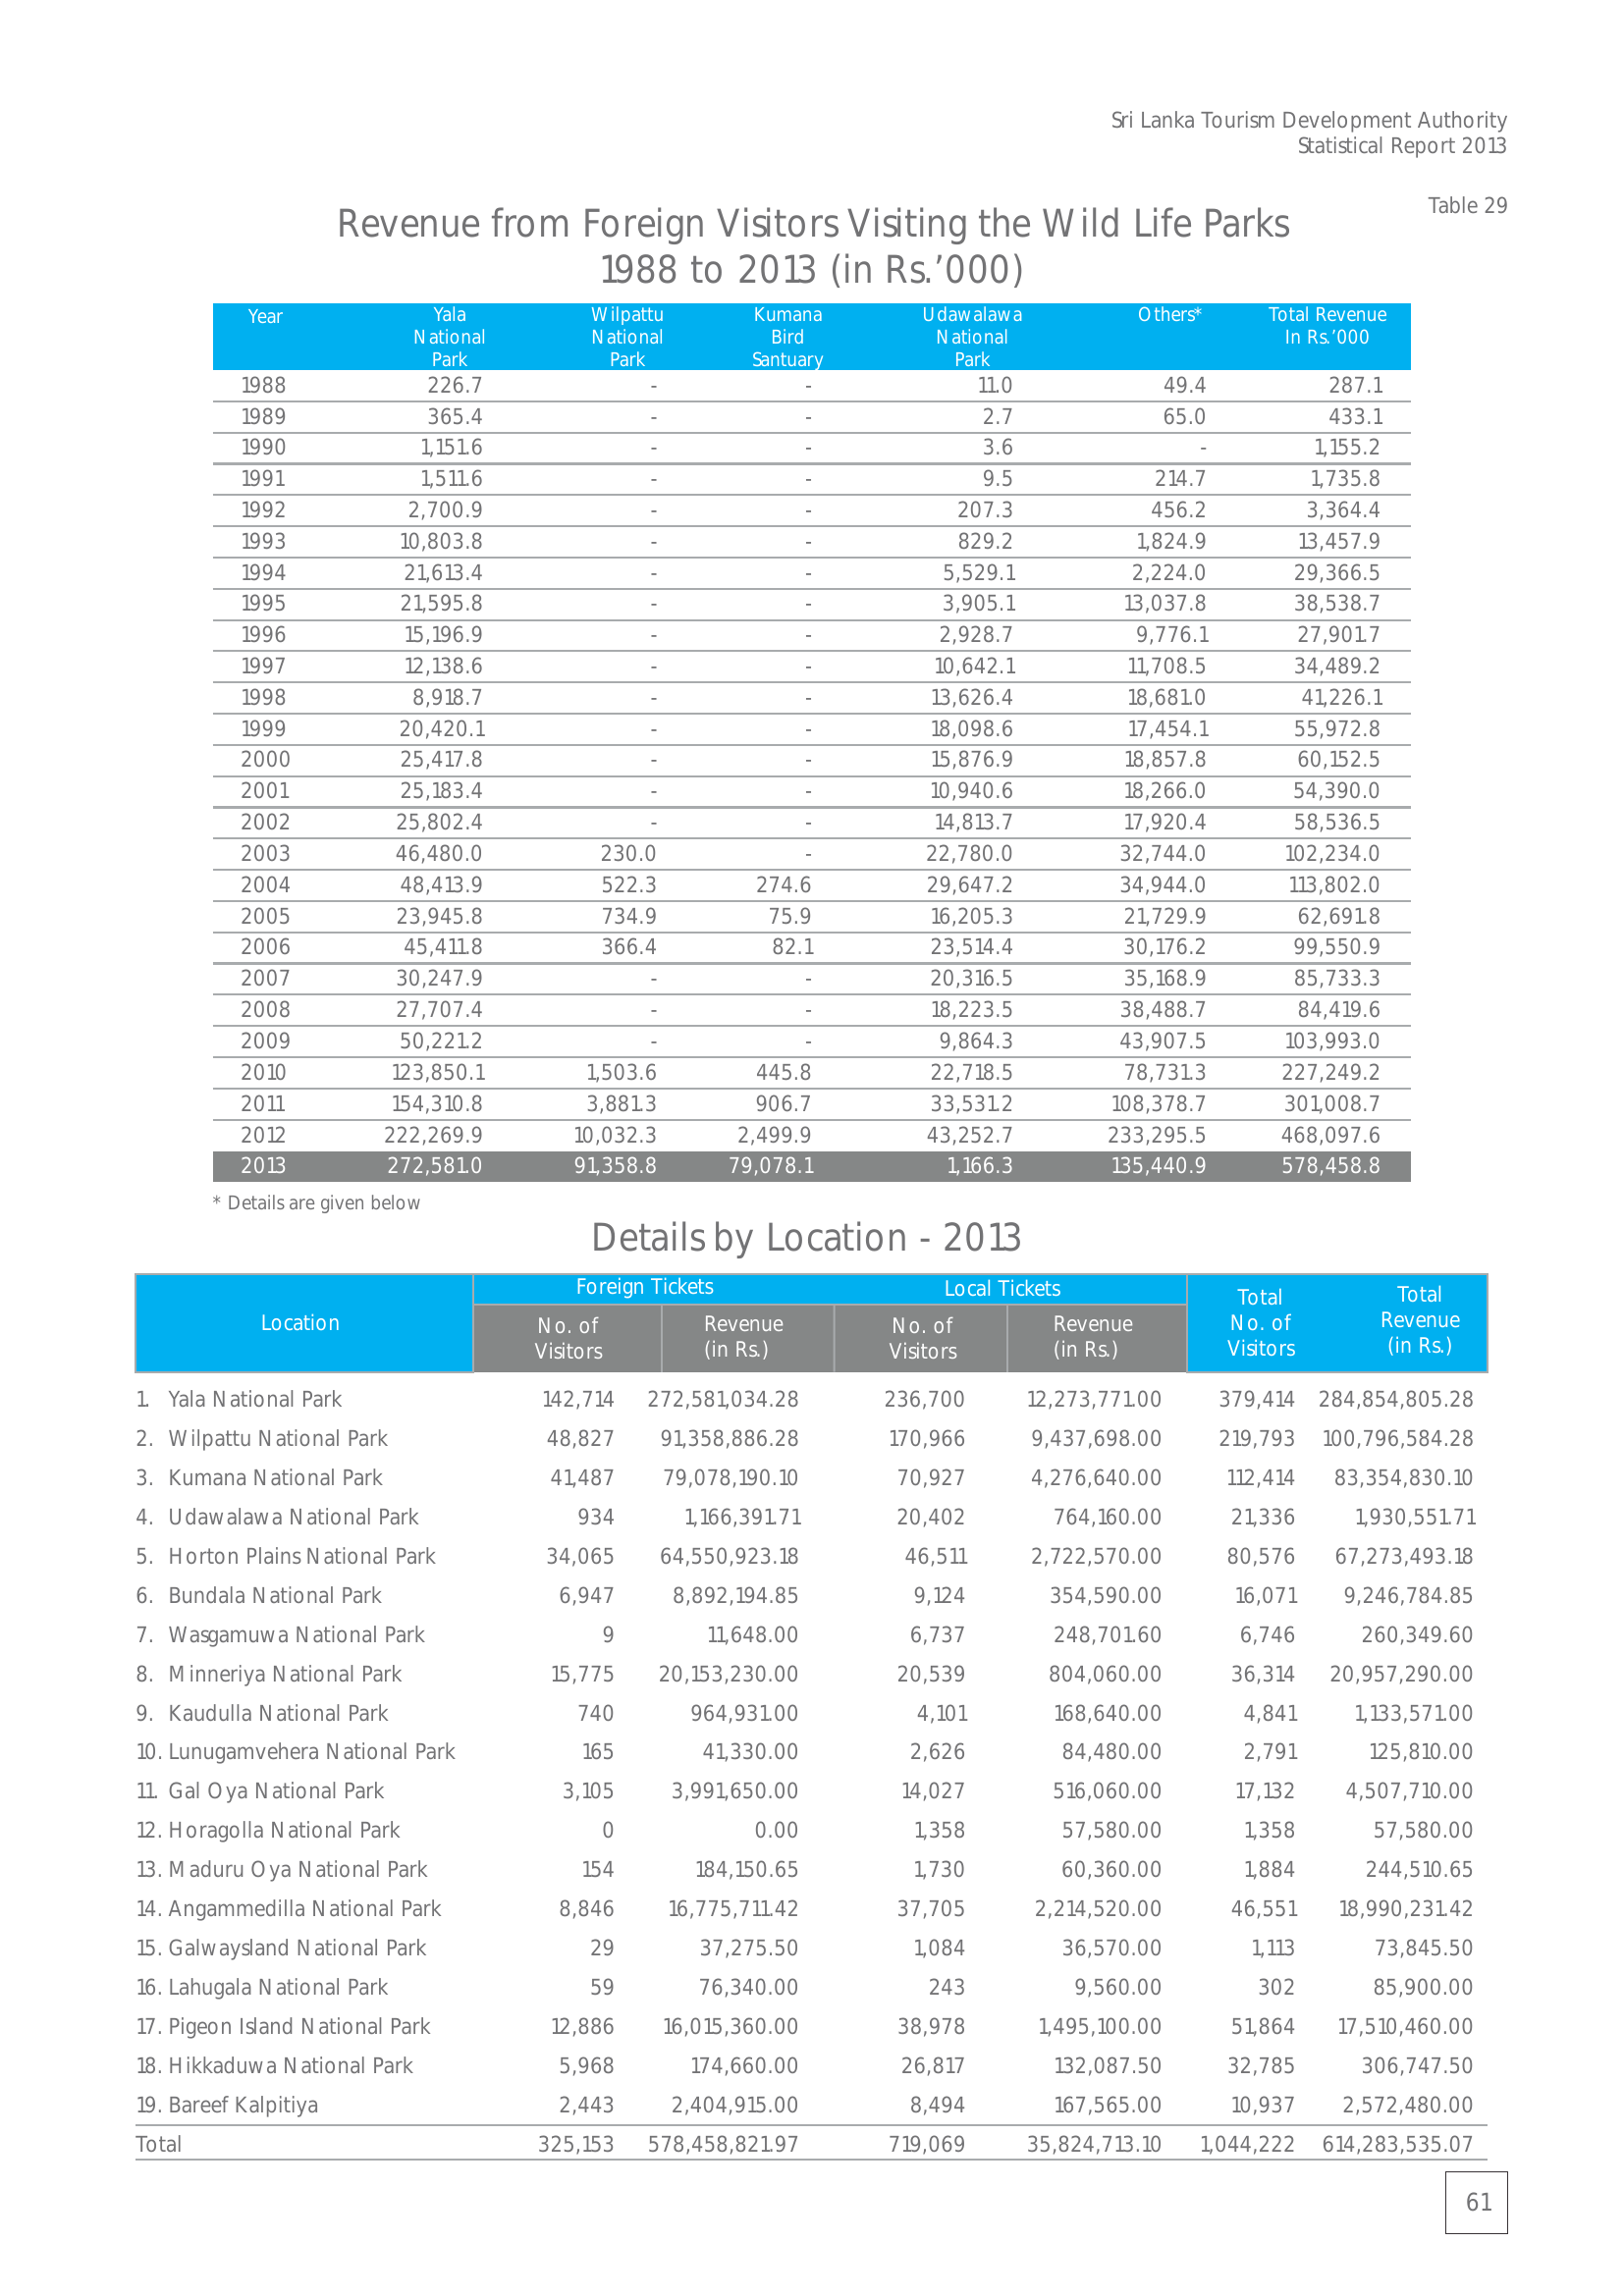 Sri Lanka Tourism Development Authority
Statistical Report 2013
Table 29
Revenue from Foreign Visitors Visiting the Wild Life Parks
1988 to 2013 (in Rs.'000)
Year Yala National Park Wilpattu National Park Kumana Bird Santuary Udawalawa National Park Others* Total Revenue In Rs.'000
1988 226.7 - - 11.0 49.4 287.1
1989 365.4 - - 2.7 65.0 433.1
1990 1,151.6 - - 3.6 - 1,155.2
1991 1,511.6 - - 9.5 214.7 1,735.8
1992 2,700.9 - - 207.3 456.2 3,364.4
1993 10,803.8 - - 829.2 1,824.9 13,457.9
1994 21,613.4 - - 5,529.1 2,224.0 29,366.5
1995 21,595.8 - - 3,905.1 13,037.8 38,538.7
1996 15,196.9 - - 2,928.7 9,776.1 27,901.7
1997 12,138.6 - - 10,642.1 11,708.5 34,489.2
1998 8,918.7 - - 13,626.4 18,681.0 41,226.1
1999 20,420.1 - - 18,098.6 17,454.1 55,972.8
2000 25,417.8 - - 15,876.9 18,857.8 60,152.5
2001 25,183.4 - - 10,940.6 18,266.0 54,390.0
2002 25,802.4 - - 14,813.7 17,920.4 58,536.5
2003 46,480.0 230.0 - 22,780.0 32,744.0 102,234.0
2004 48,413.9 522.3 274.6 29,647.2 34,944.0 113,802.0
2005 23,945.8 734.9 75.9 16,205.3 21,729.9 62,691.8
2006 45,411.8 366.4 82.1 23,514.4 30,176.2 99,550.9
2007 30,247.9 - - 20,316.5 35,168.9 85,733.3
2008 27,707.4 - - 18,223.5 38,488.7 84,419.6
2009 50,221.2 - - 9,864.3 43,907.5 103,993.0
2010 123,850.1 1,503.6 445.8 22,718.5 78,731.3 227,249.2
2011 154,310.8 3,881.3 906.7 33,531.2 108,378.7 301,008.7
2012 222,269.9 10,032.3 2,499.9 43,252.7 233,295.5 468,097.6
2013 272,581.0 91,358.8 79,078.1 1,166.3 135,440.9 578,458.8
* Details are given below
Details by Location - 2013
Location Foreign Tickets Local Tickets Total No. of Visitors Total Revenue (in Rs.)
No. of Visitors Revenue (in Rs.) No. of Visitors Revenue (in Rs.)
1. Yala National Park 142,714 272,581,034.28 236,700 12,273,771.00 379,414 284,854,805.28
2. Wilpattu National Park 48,827 91,358,886.28 170,966 9,437,698.00 219,793 100,796,584.28
3. Kumana National Park 41,487 79,078,190.10 70,927 4,276,640.00 112,414 83,354,830.10
4. Udawalawa National Park 934 1,166,391.71 20,402 764,160.00 21,336 1,930,551.71
5. Horton Plains National Park 34,065 64,550,923.18 46,511 2,722,570.00 80,576 67,273,493.18
6. Bundala National Park 6,947 8,892,194.85 9,124 354,590.00 16,071 9,246,784.85
7. Wasgamuwa National Park 9 11,648.00 6,737 248,701.60 6,746 260,349.60
8. Minneriya National Park 15,775 20,153,230.00 20,539 804,060.00 36,314 20,957,290.00
9. Kaudulla National Park 740 964,931.00 4,101 168,640.00 4,841 1,133,571.00
10. Lunugamvehera National Park 165 41,330.00 2,626 84,480.00 2,791 125,810.00
11. Gal Oya National Park 3,105 3,991,650.00 14,027 516,060.00 17,132 4,507,710.00
12. Horagolla National Park 0 0.00 1,358 57,580.00 1,358 57,580.00
13. Maduru Oya National Park 154 184,150.65 1,730 60,360.00 1,884 244,510.65
14. Angammedilla National Park 8,846 16,775,711.42 37,705 2,214,520.00 46,551 18,990,231.42
15. Galwaysland National Park 29 37,275.50 1,084 36,570.00 1,113 73,845.50
16. Lahugala National Park 59 76,340.00 243 9,560.00 302 85,900.00
17. Pigeon Island National Park 12,886 16,015,360.00 38,978 1,495,100.00 51,864 17,510,460.00
18. Hikkaduwa National Park 5,968 174,660.00 26,817 132,087.50 32,785 306,747.50
19. Bareef Kalpitiya 2,443 2,404,915.00 8,494 167,565.00 10,937 2,572,480.00
Total 325,153 578,458,821.97 719,069 35,824,713.10 1,044,222 614,283,535.07
61